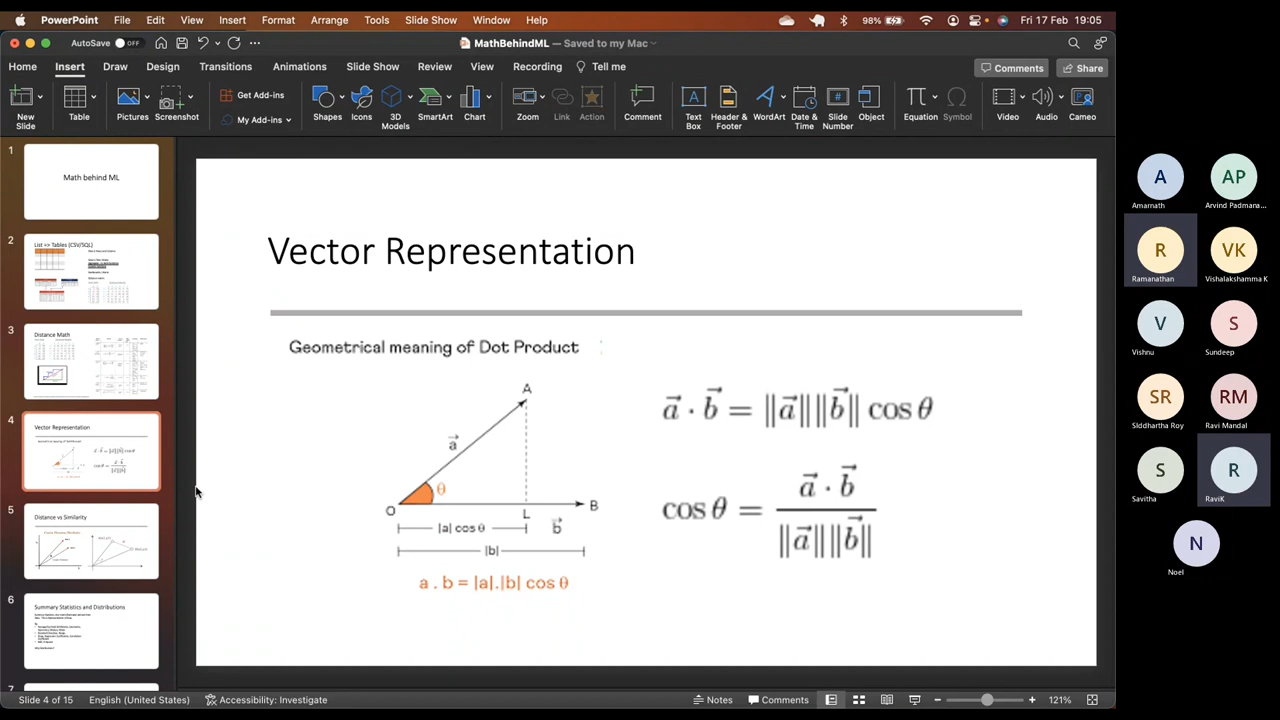 PowerPoint File Edit View Insert Format Arrange Tools Slide Show Window Help 98% Fri 17 Feb 19:05
AutoSave OFF MathBehindML — Saved to my Mac
Home Insert Draw Design Transitions Animations Slide Show Review View Recording Tell me Comments Share
New Slide
Table
Pictures
Screenshot
Get Add-ins
My Add-ins
Shapes
Icons
3D Models
SmartArt
Chart
Zoom
Link
Action
Comment
Text Box
Header & Footer
WordArt
Date & Time
Slide Number
Object
Equation
Symbol
Video
Audio
Cameo
1
Math behind ML
2
List => Tables (CSV/SQL)
3
Distance Math
4
Vector Representation
5
Distance vs Similarity
6
Summary Statistics and Distributions
7
Vector Representation
Geometrical meaning of Dot Product
A
a⃗
θ
O
L
B
|a| cos θ
b⃗
|b|
a . b = |a|.|b| cos θ
a⃗ · b⃗ = ‖a⃗‖‖b⃗‖ cos θ
cos θ = a⃗ · b⃗ / ‖a⃗‖‖b⃗‖
A
Amarnath
AP
Arvind Padmana...
R
Ramanathan
VK
Vishalakshamma K
V
Vishnu
S
Sundeep
SR
SIddhartha Roy
RM
Ravi Mandal
S
Savitha
R
RaviK
N
Noel
Slide 4 of 15 English (United States) Accessibility: Investigate Notes Comments 121%